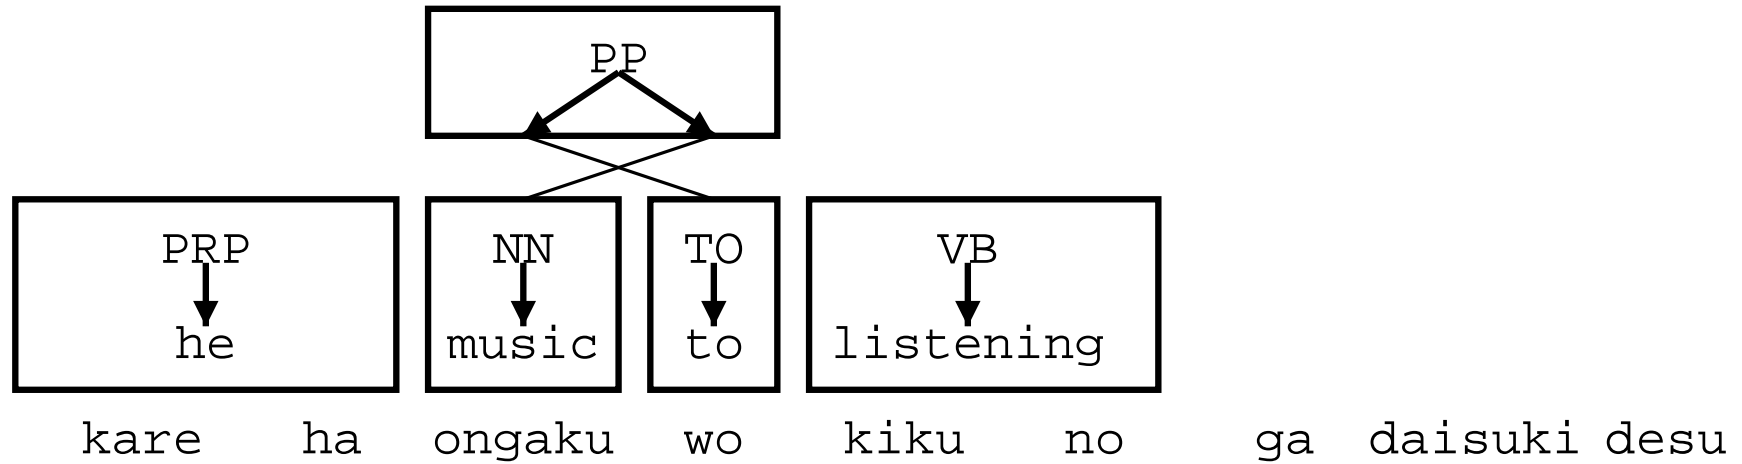 PP
PRP NN TO VB
he music to listening
kare ha ongaku wo kiku no ga daisuki desu